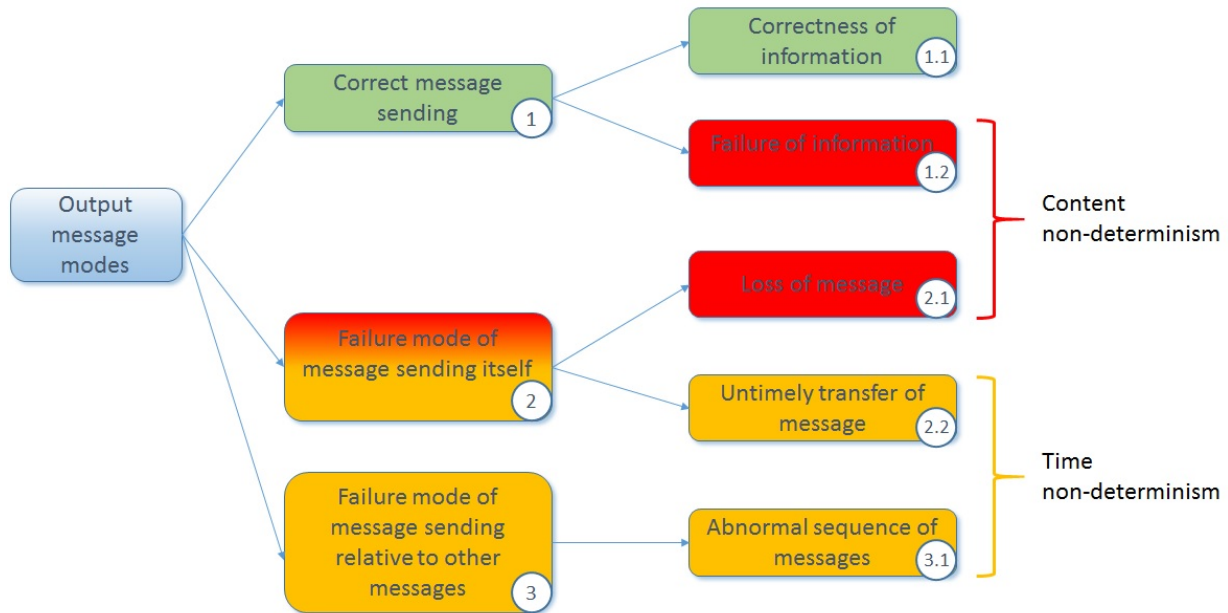 Output
message
modes
Correct message
sending
1
Failure mode of
message sending itself
2
Failure mode of
message sending
relative to other
messages
3
Correctness of
information
1.1
Failure of information
1.2
Loss of message
2.1
Untimely transfer of
message
2.2
Abnormal sequence of
messages
3.1
Content
non-determinism
Time
non-determinism